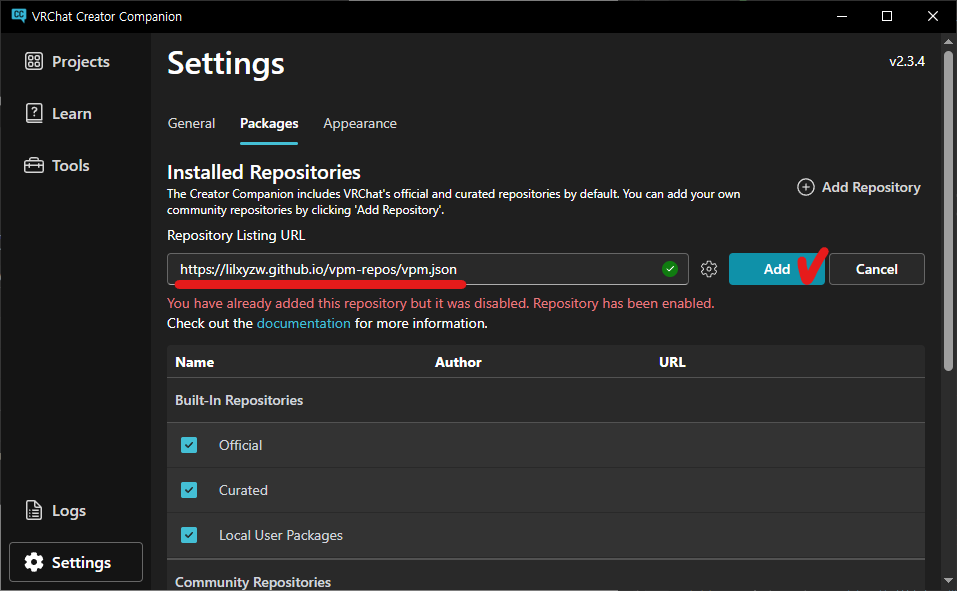 VRChat Creator Companion
Projects
Learn
Tools
Logs
Settings
Settings
v2.3.4
General Packages Appearance
Installed Repositories
The Creator Companion includes VRChat's official and curated repositories by default. You can add your own
community repositories by clicking 'Add Repository'.
Add Repository
Repository Listing URL
https://lilxyzw.github.io/vpm-repos/vpm.json
Add
Cancel
You have already added this repository but it was disabled. Repository has been enabled.
Check out the documentation for more information.
Name Author URL
Built-In Repositories
Official
Curated
Local User Packages
Community Repositories